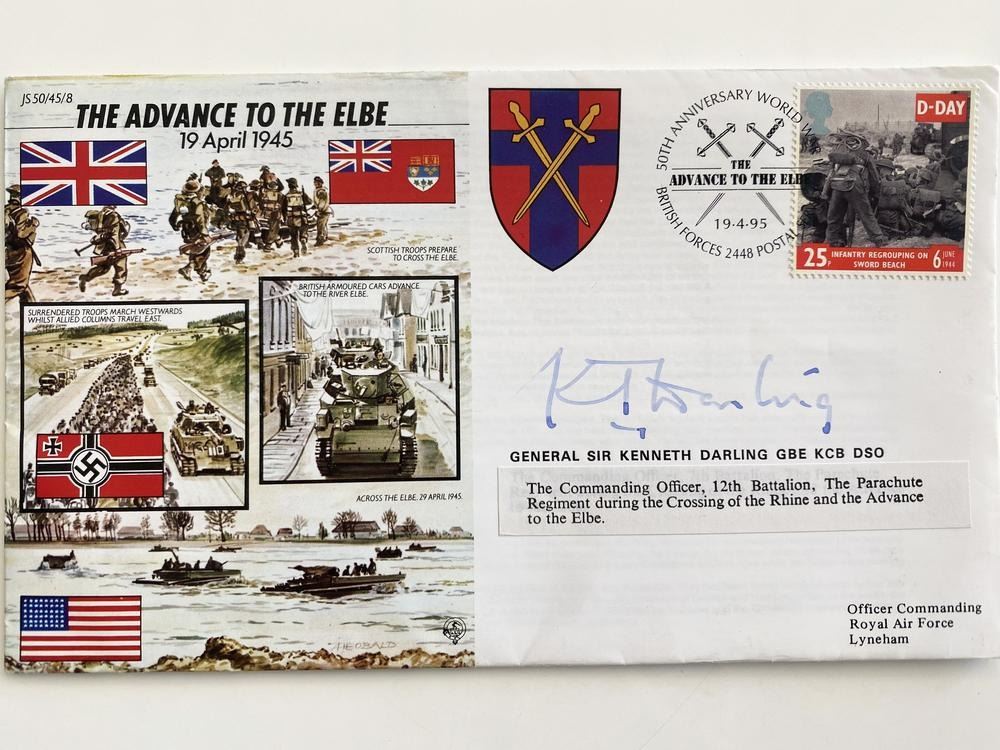 JS 50/45/8
THE ADVANCE TO THE ELBE
19 April 1945
SCOTTISH TROOPS PREPARE
TO CROSS THE ELBE.
SURRENDERED TROOPS MARCH WESTWARDS
WHILST ALLIED COLUMNS TRAVEL EAST.
BRITISH ARMOURED CARS ADVANCE
TO THE RIVER ELBE.
ACROSS THE ELBE. 29 APRIL 1945.
THEOBALD
50TH ANNIVERSARY WORLD W
THE
ADVANCE TO THE ELBE
19·4·95
BRITISH FORCES 2448 POSTAL
D-DAY
25P
INFANTRY REGROUPING ON
SWORD BEACH
6 JUNE
1944
K T Darling
GENERAL SIR KENNETH DARLING GBE KCB DSO
The Commanding Officer, 12th Battalion, The Parachute
Regiment during the Crossing of the Rhine and the Advance
to the Elbe.
Officer Commanding
Royal Air Force
Lyneham